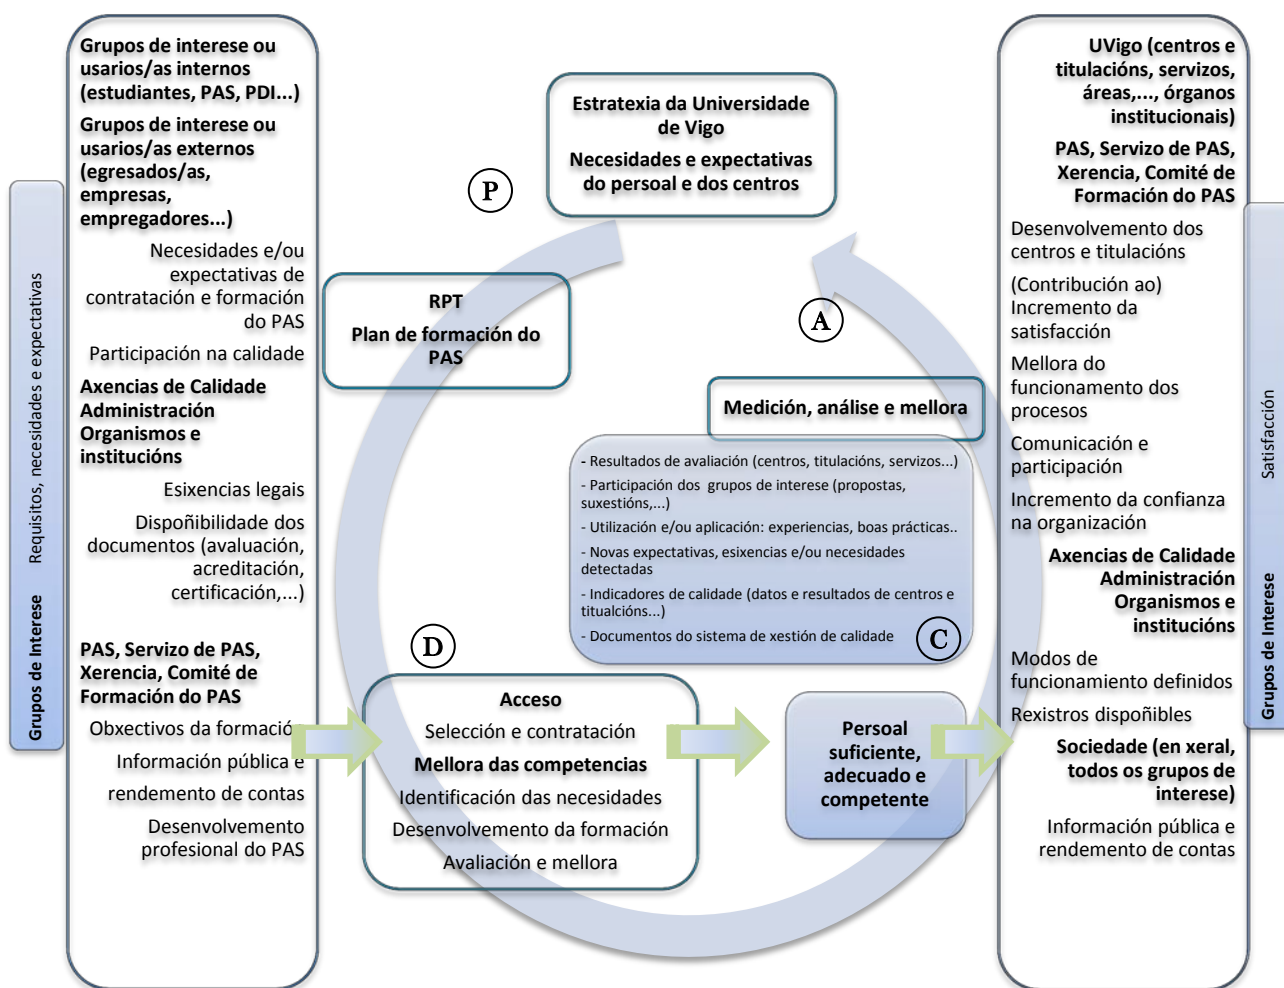 Grupos de Interese Requisitos, necesidades e expectativas
Grupos de interese ou
usarios/as internos
(estudiantes, PAS, PDI...)
Grupos de interese ou
usarios/as externos
(egresados/as,
empresas,
empregadores...)
Necesidades e/ou
expectativas de
contratación e formación
do PAS
Participación na calidade
Axencias de Calidade
Administración
Organismos e
institucións
Esixencias legais
Dispoñibilidade dos
documentos (avaluación,
acreditación,
certificación,...)
PAS, Servizo de PAS,
Xerencia, Comité de
Formación do PAS
Obxectivos da formación
Información pública e
rendemento de contas
Desenvolvemento
profesional do PAS
Estratexia da Universidade
de Vigo
Necesidades e expectativas
do persoal e dos centros
P
RPT
Plan de formación do
PAS
A
Medición, análise e mellora
- Resultados de avaliación (centros, titulacións, servizos...)
- Participación dos grupos de interese (propostas,
suxestións,...)
- Utilización e/ou aplicación: experiencias, boas prácticas..
- Novas expectativas, esixencias e/ou necesidades
detectadas
- Indicadores de calidade (datos e resultados de centros e
titualcións...)
- Documentos do sistema de xestión de calidade
C
D
Acceso
Selección e contratación
Mellora das competencias
Identificación das necesidades
Desenvolvemento da formación
Avaliación e mellora
Persoal
suficiente,
adecuado e
competente
UVigo (centros e
titulacións, servizos,
áreas,..., órganos
institucionais)
PAS, Servizo de PAS,
Xerencia, Comité de
Formación do PAS
Desenvolvemento dos
centros e titulacións
(Contribución ao)
Incremento da
satisfacción
Mellora do
funcionamento dos
procesos
Comunicación e
participación
Incremento da confianza
na organización
Axencias de Calidade
Administración
Organismos e
institucións
Modos de
funcionamiento definidos
Rexistros dispoñibles
Sociedade (en xeral,
todos os grupos de
interese)
Información pública e
rendemento de contas
Grupos de Interese Satisfacción